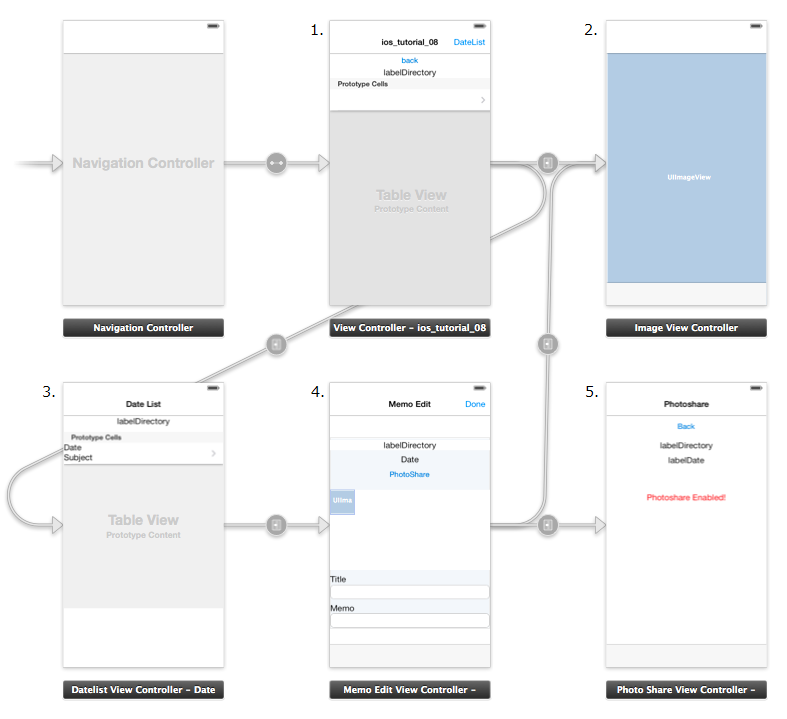 Navigation Controller
Navigation Controller
1.
ios_tutorial_08
DateList
back
labelDirectory
Prototype Cells
Table View
Prototype Content
View Controller – ios_tutorial_08
2.
UIImageView
Image View Controller
3.
Date List
labelDirectory
Prototype Cells
Date
Subject
Table View
Prototype Content
Datelist View Controller – Date
4.
Memo Edit
Done
labelDirectory
Date
PhotoShare
UIIma
Title
Memo
Memo Edit View Controller –
5.
Photoshare
Back
labelDirectory
labelDate
Photoshare Enabled!
Photo Share View Controller –